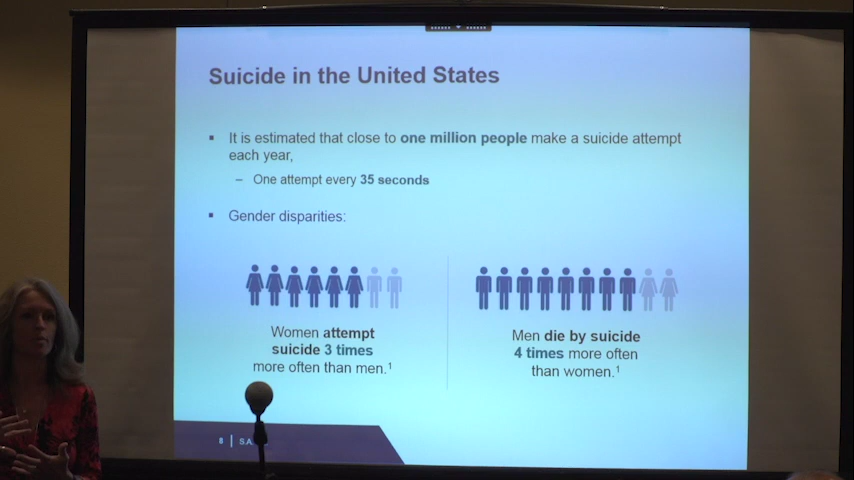 Suicide in the United States
▪ It is estimated that close to one million people make a suicide attempt
each year,
– One attempt every 35 seconds
▪ Gender disparities:
Women attempt
suicide 3 times
more often than men.¹
Men die by suicide
4 times more often
than women.¹
8 | S.A